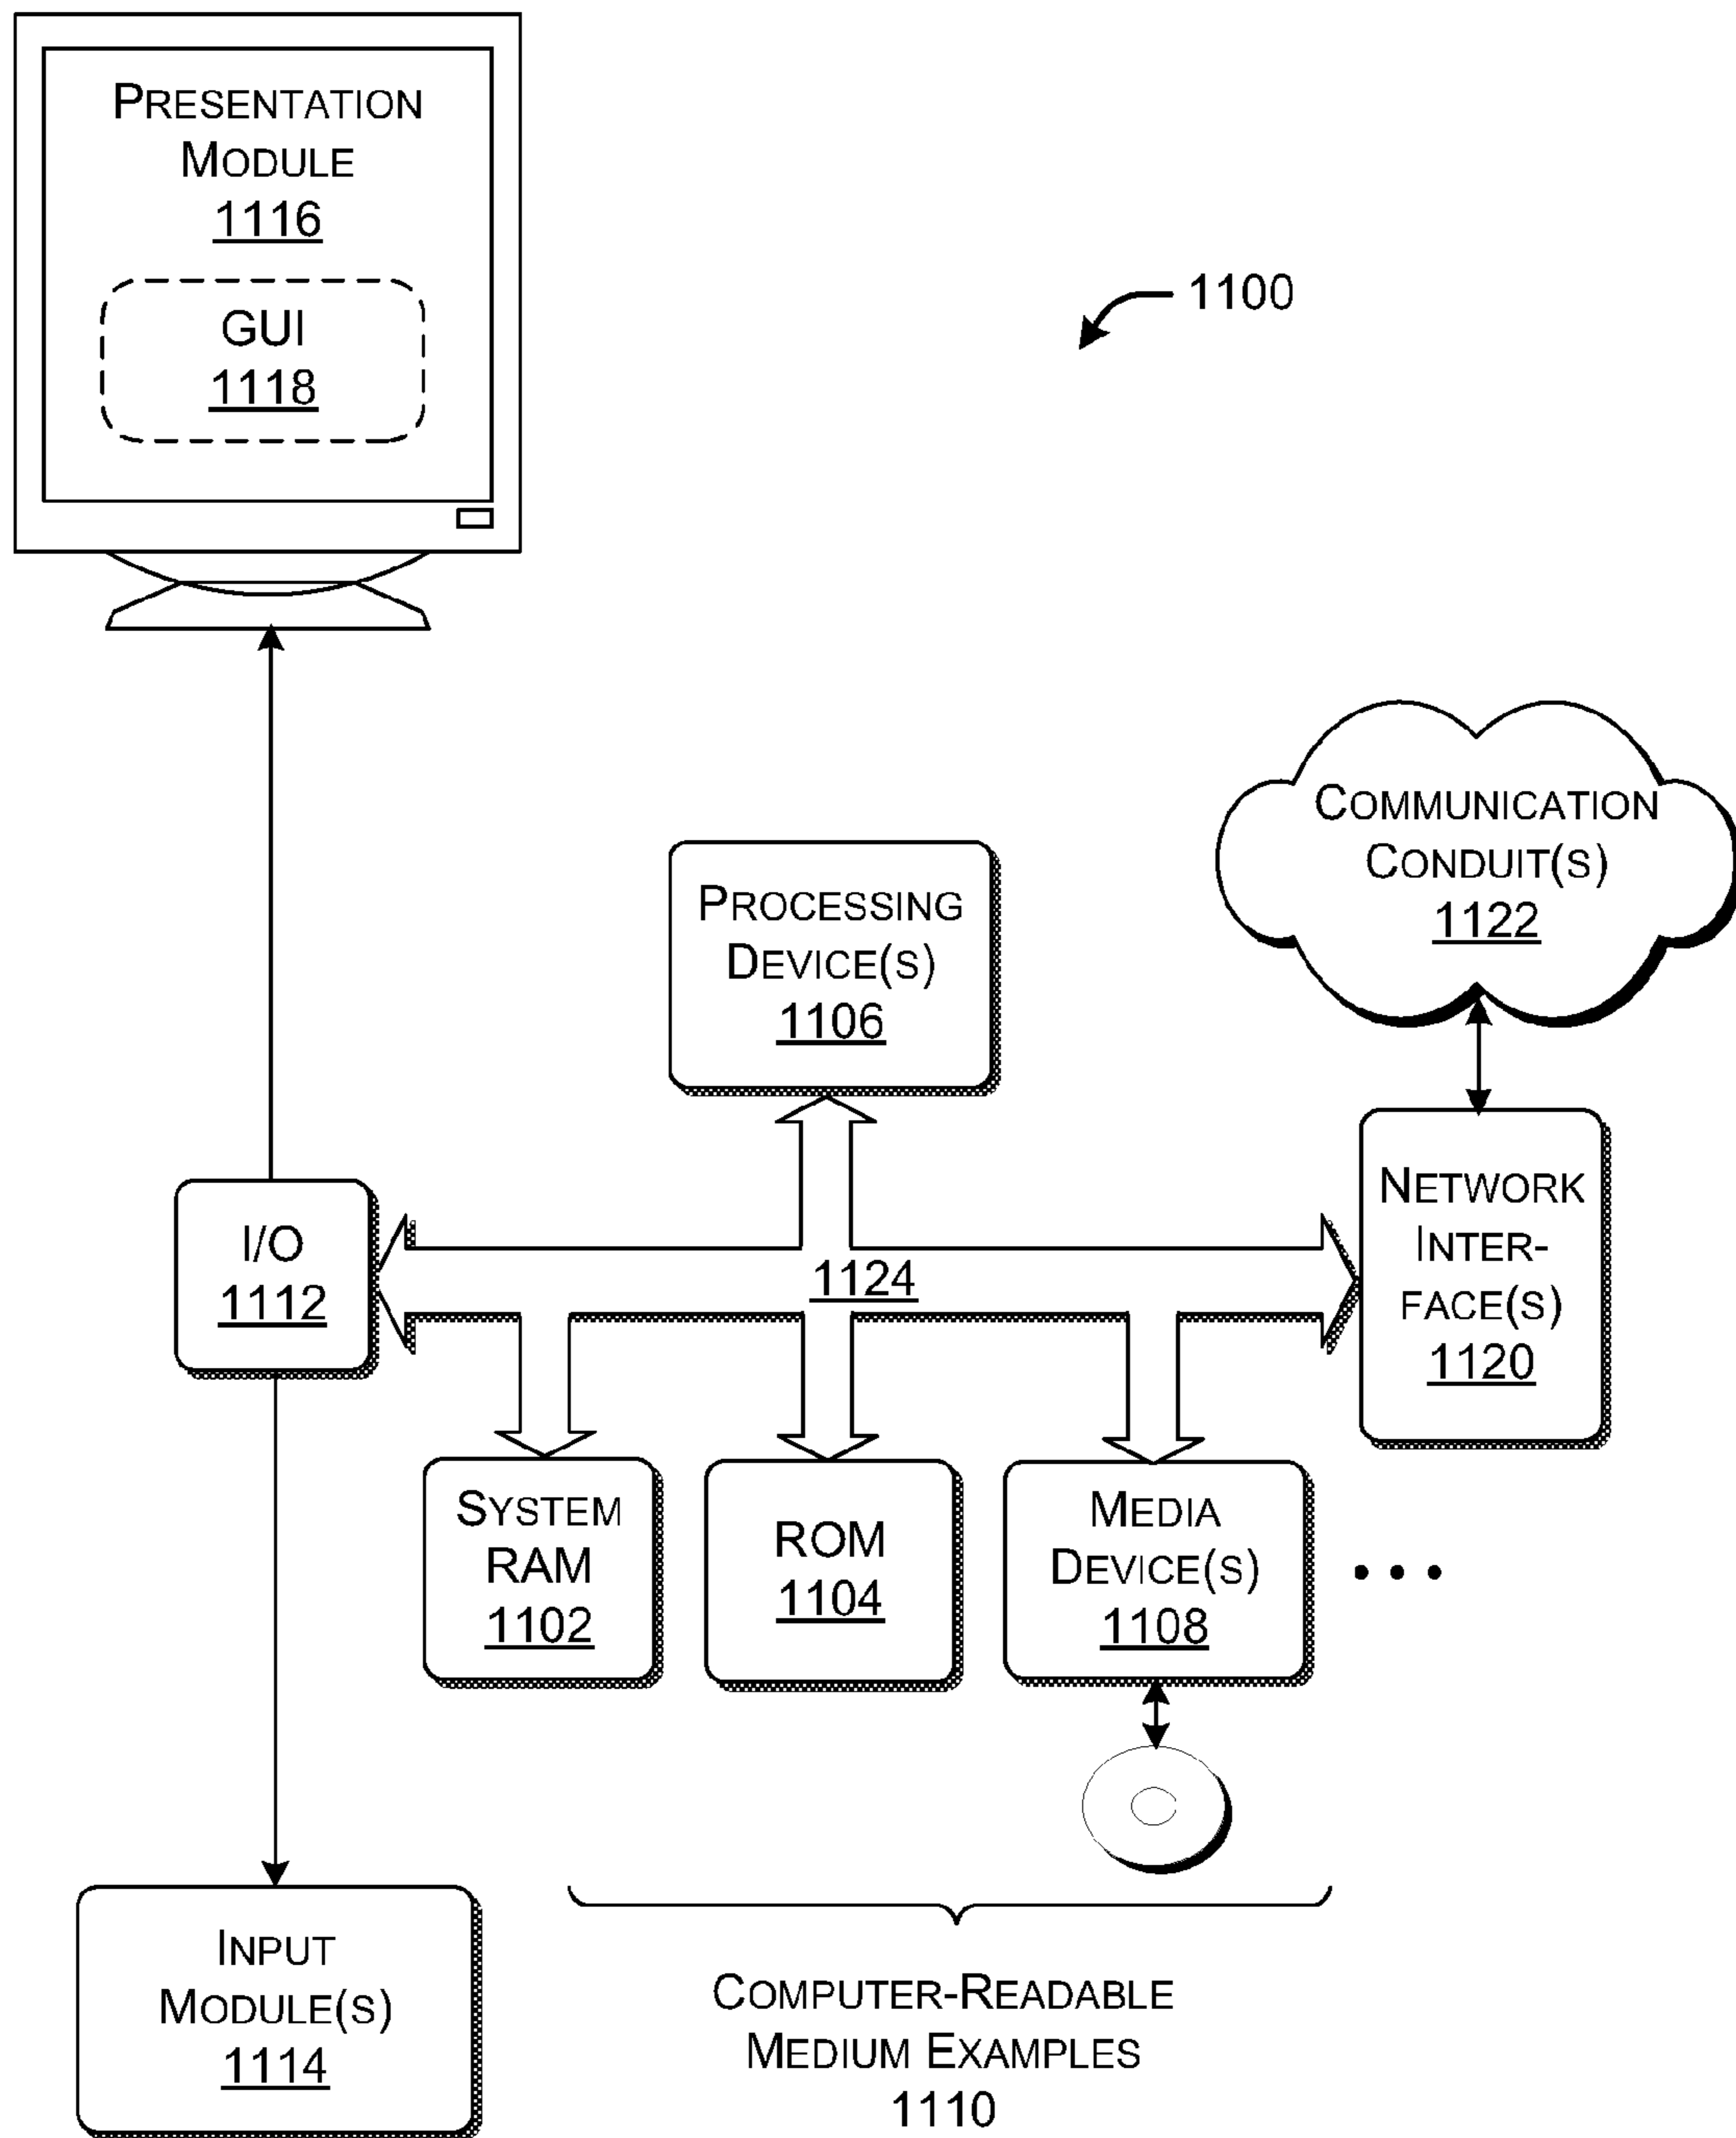 PRESENTATION
MODULE
1116
GUI
1118
1100
COMMUNICATION
CONDUIT(S)
1122
PROCESSING
DEVICE(S)
1106
NETWORK
INTER-
FACE(S)
1120
I/O
1112
1124
SYSTEM
RAM
1102
ROM
1104
MEDIA
DEVICE(S)
1108
INPUT
MODULE(S)
1114
COMPUTER-READABLE
MEDIUM EXAMPLES
1110